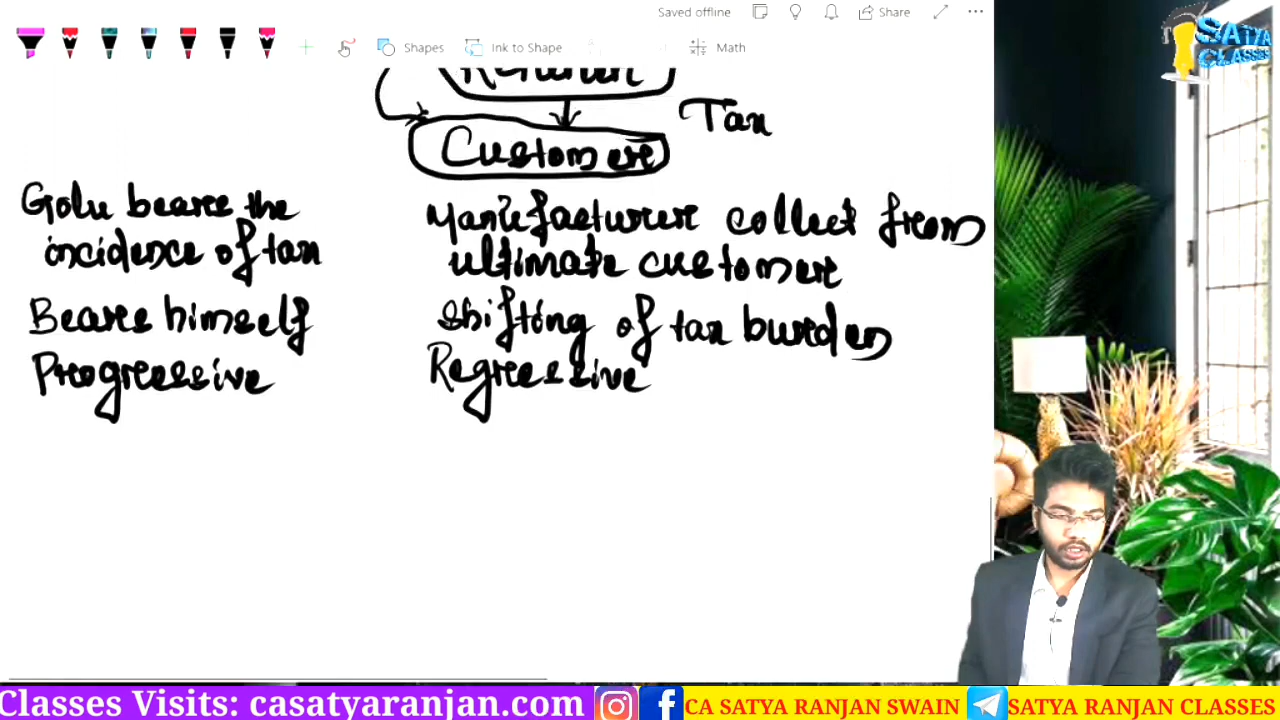 Saved offline
Share
Shapes
Ink to Shape
Math
SATYA
CLASSES
Tax
Customer
Golu bears the
incidence of tax
Manufacturer collect from
ultimate customer
Bears himself
Shifting of tax burden
Progressive
Regressive
Classes Visits: casatyaranjan.com
CA SATYA RANJAN SWAIN
SATYA RANJAN CLASSES